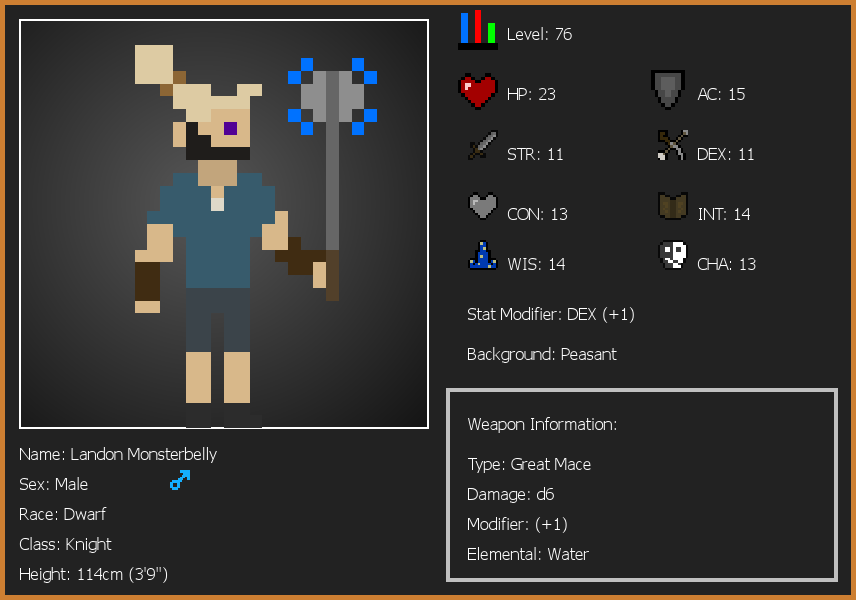 Level: 76
HP: 23
AC: 15
STR: 11
DEX: 11
CON: 13
INT: 14
WIS: 14
CHA: 13
Stat Modifier: DEX (+1)
Background: Peasant
Weapon Information:
Type: Great Mace
Damage: d6
Modifier: (+1)
Elemental: Water
Name: Landon Monsterbelly
Sex: Male
Race: Dwarf
Class: Knight
Height: 114cm (3'9")